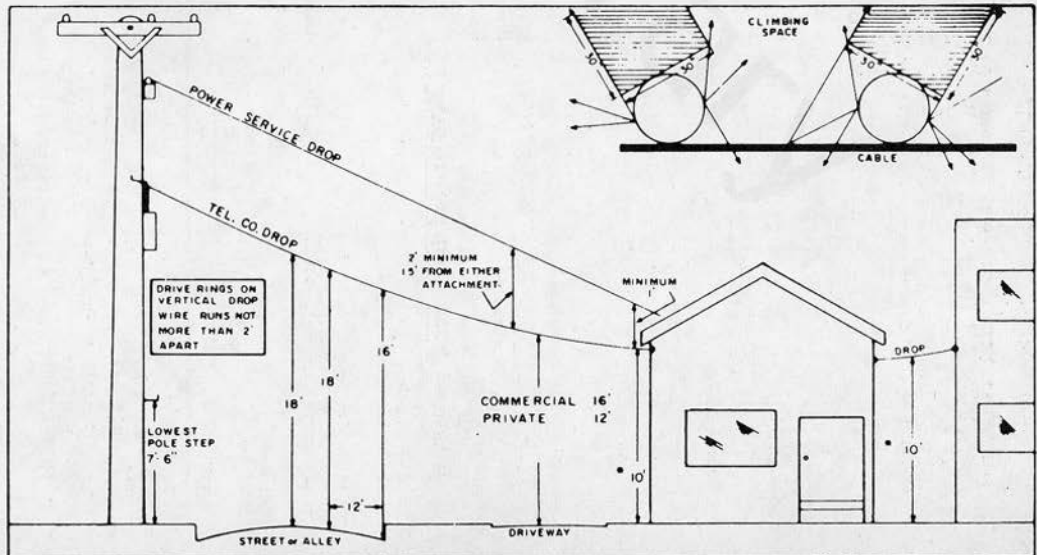 CLIMBING
SPACE
30"
30"
30"
30"
CABLE
POWER SERVICE DROP
TEL. CO. DROP
2' MINIMUM
15' FROM EITHER
ATTACHMENT
MINIMUM
1'
DRIVE RINGS ON
VERTICAL DROP
WIRE RUNS NOT
MORE THAN 2'
APART
16'
18'
18'
COMMERCIAL 16'
PRIVATE 12'
DROP
LOWEST
POLE STEP
7'-6"
10'
10'
12'
STREET or ALLEY
DRIVEWAY